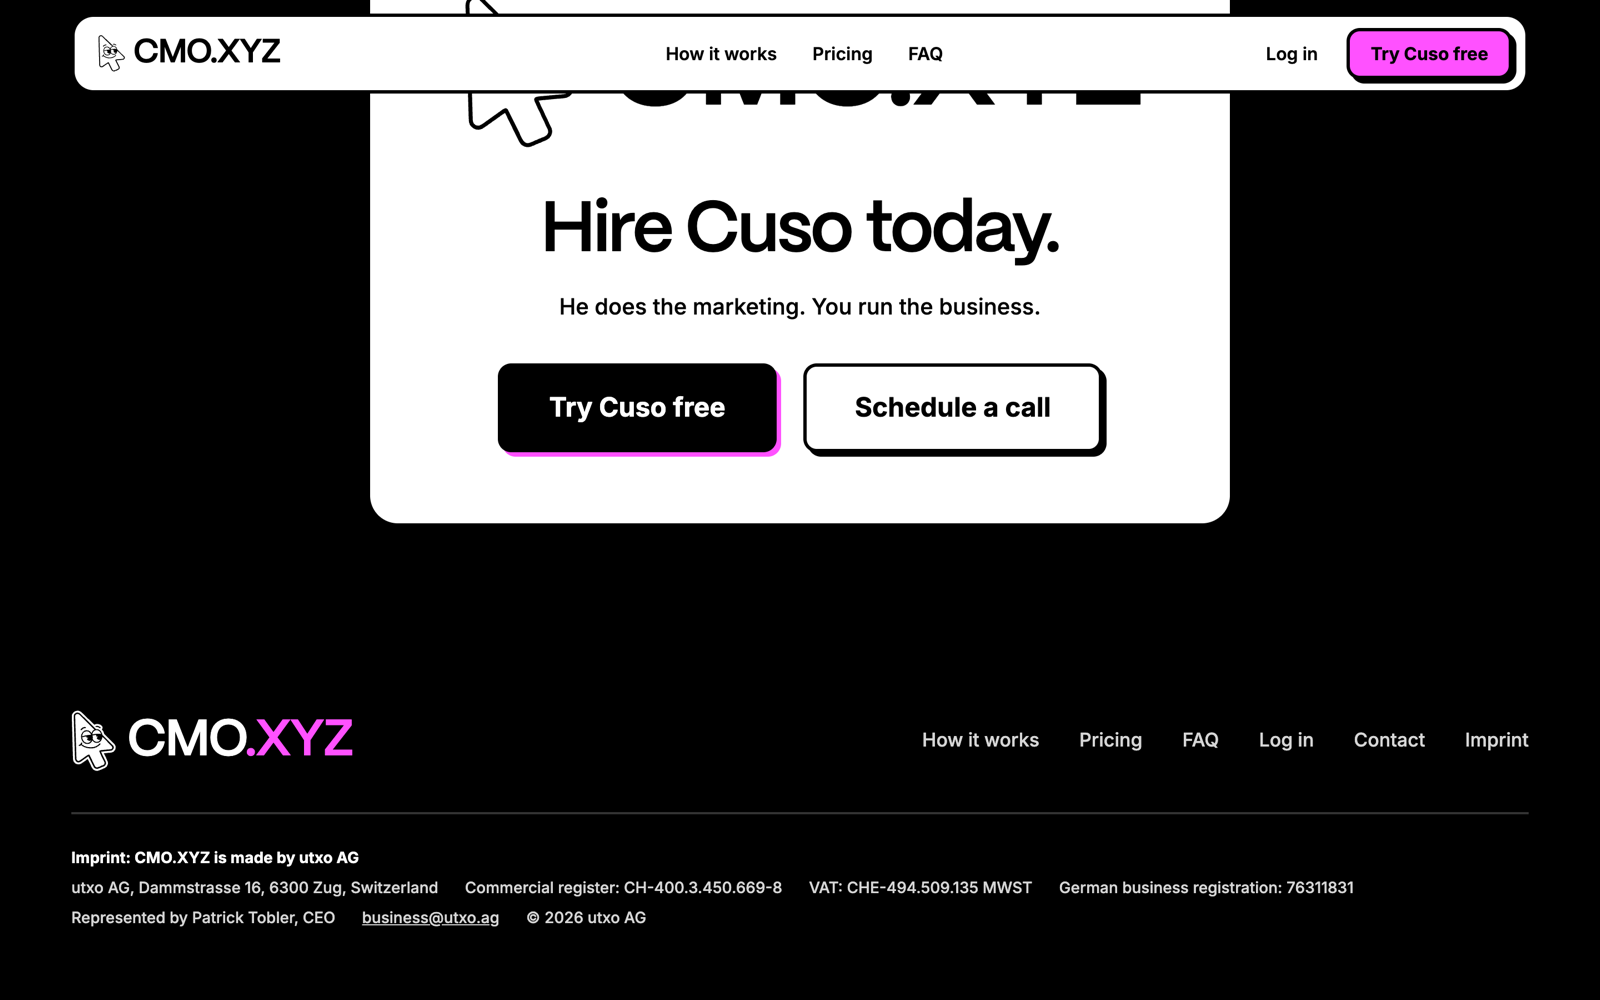 CMO.XYZ
How it works
Pricing
FAQ
Log in
Try Cuso free
CMO.XYZ
Hire Cuso today.
He does the marketing. You run the business.
Try Cuso free
Schedule a call
CMO.XYZ
How it works
Pricing
FAQ
Log in
Contact
Imprint
Imprint: CMO.XYZ is made by utxo AG
utxo AG, Dammstrasse 16, 6300 Zug, Switzerland Commercial register: CH-400.3.450.669-8 VAT: CHE-494.509.135 MWST German business registration: 76311831
Represented by Patrick Tobler, CEO business@utxo.ag © 2026 utxo AG